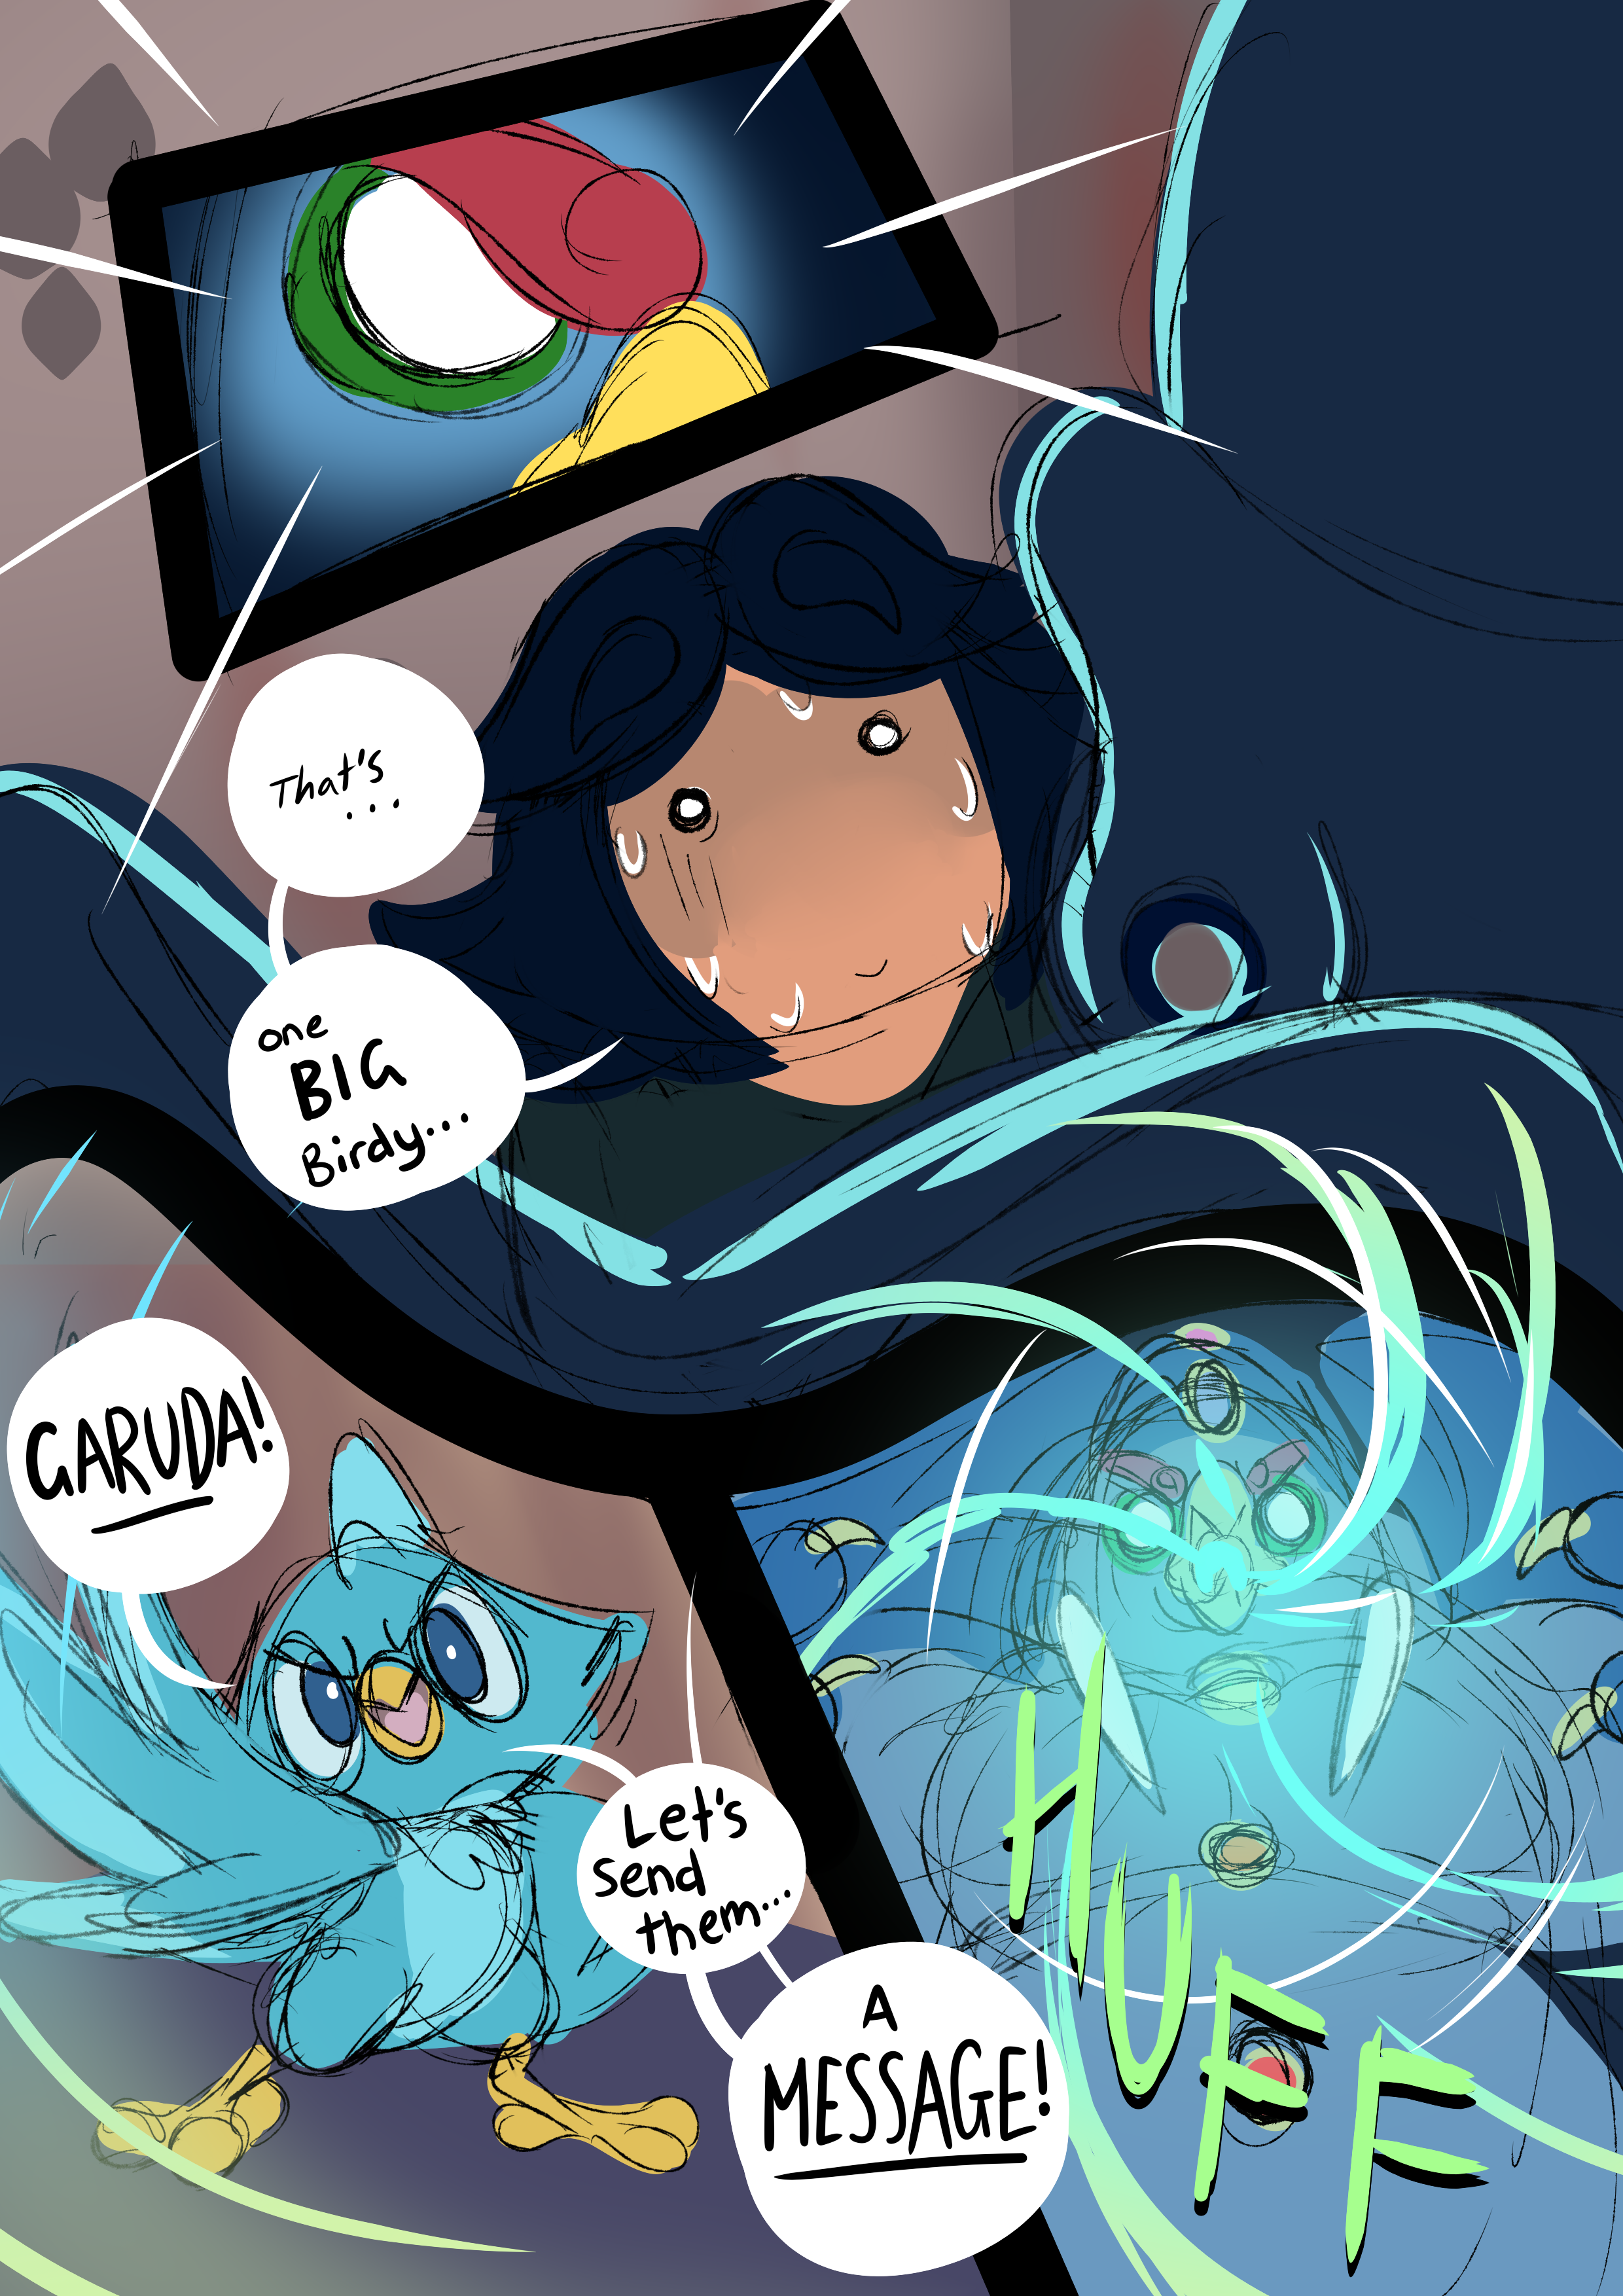 That's
...
one
BIG
Birdy...
GARUDA!
Let's
send
them...
A
MESSAGE!
HUFF